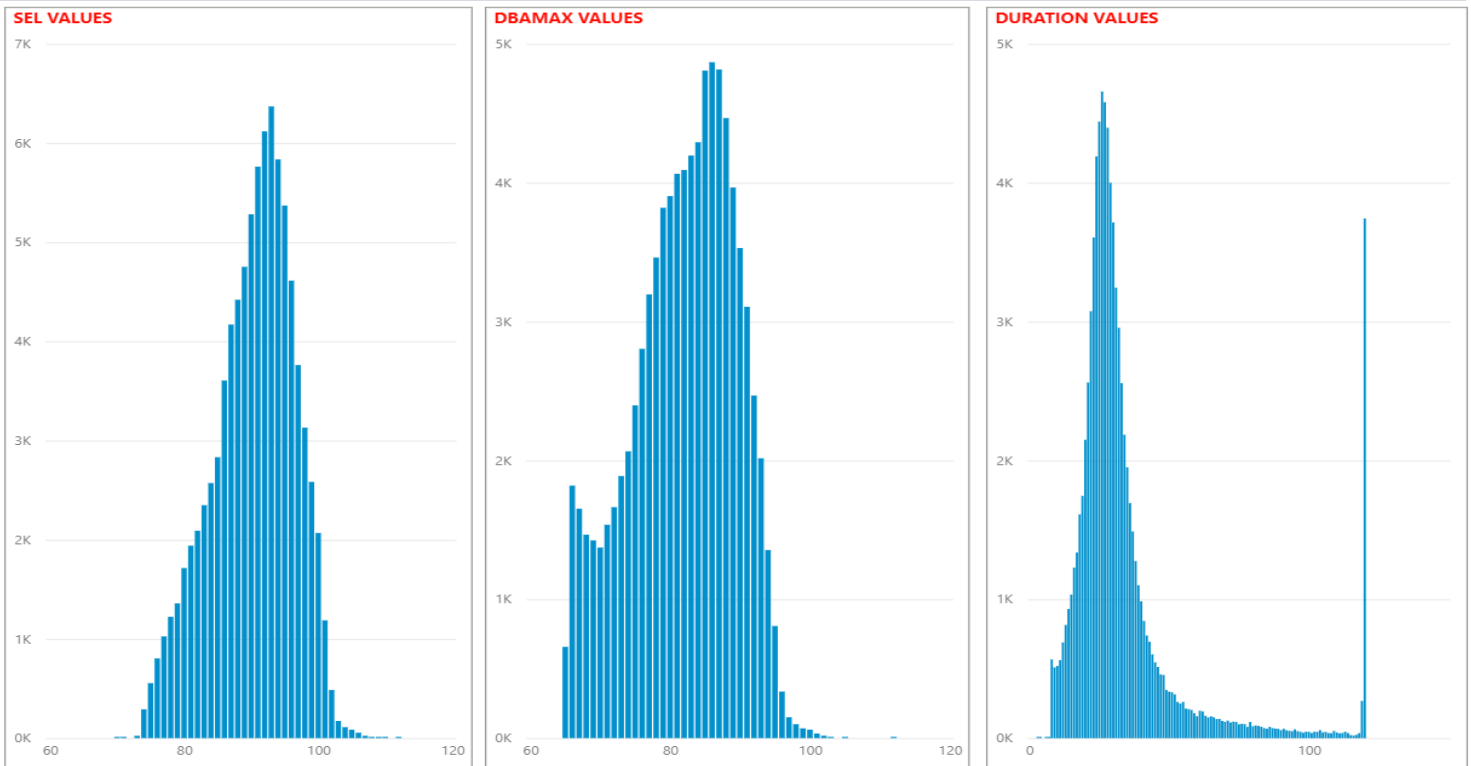 SEL VALUES
7K
6K
5K
4K
3K
2K
1K
0K
60 80 100 120
DBAMAX VALUES
5K
4K
3K
2K
1K
0K
60 80 100 120
DURATION VALUES
5K
4K
3K
2K
1K
0K
0 100